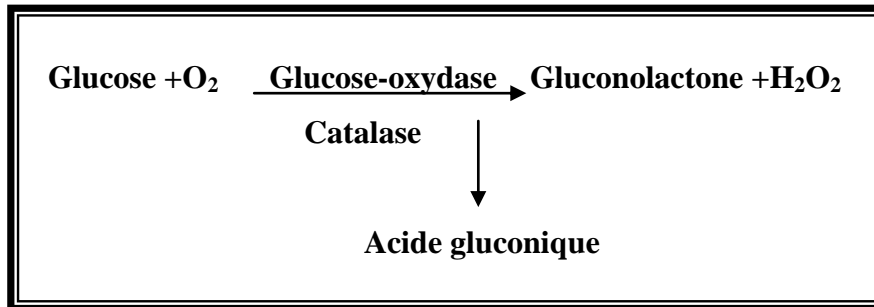 Glucose +O₂ Glucose-oxydase Gluconolactone +H₂O₂
Catalase
Acide gluconique